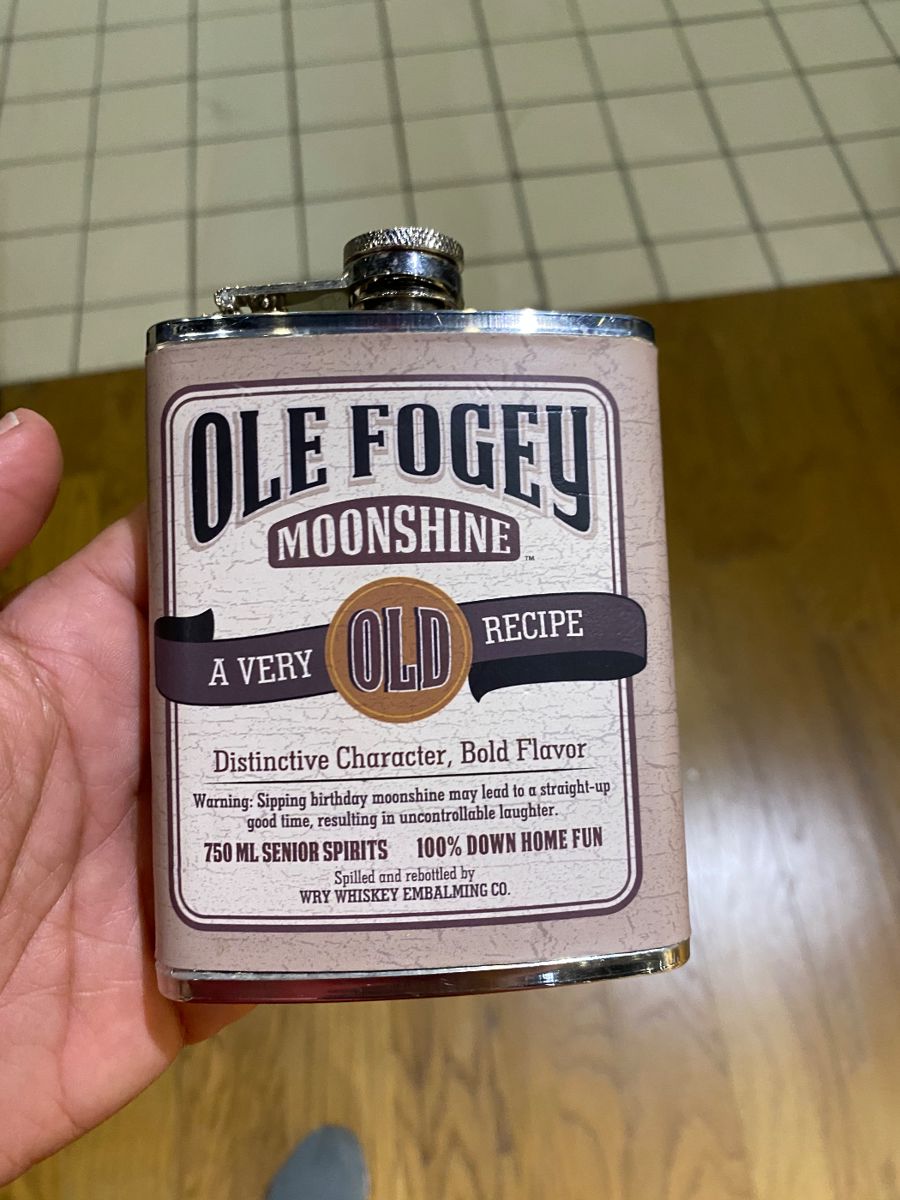 OLE FOGEY
MOONSHINE™
A VERY OLD RECIPE
Distinctive Character, Bold Flavor
Warning: Sipping birthday moonshine may lead to a straight-up
good time, resulting in uncontrollable laughter.
750 ML SENIOR SPIRITS 100% DOWN HOME FUN
Spilled and rebottled by
WRY WHISKEY EMBALMING CO.